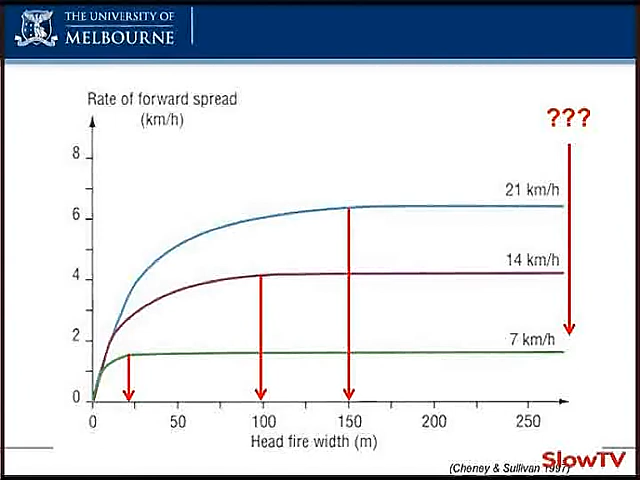 THE UNIVERSITY OF
MELBOURNE
Rate of forward spread
(km/h)
???
8
21 km/h
6
14 km/h
4
7 km/h
2
0
0 50 100 150 200 250
Head fire width (m)
SlowTV
(Cheney & Sullivan 1997)